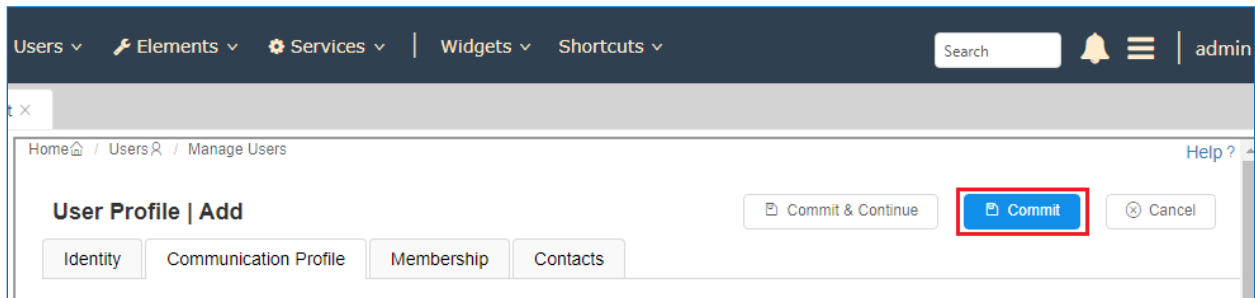 Users Elements Services | Widgets Shortcuts Search | admin
t ×
Home / Users / Manage Users Help ?
User Profile | Add Commit & Continue Commit Cancel
Identity Communication Profile Membership Contacts